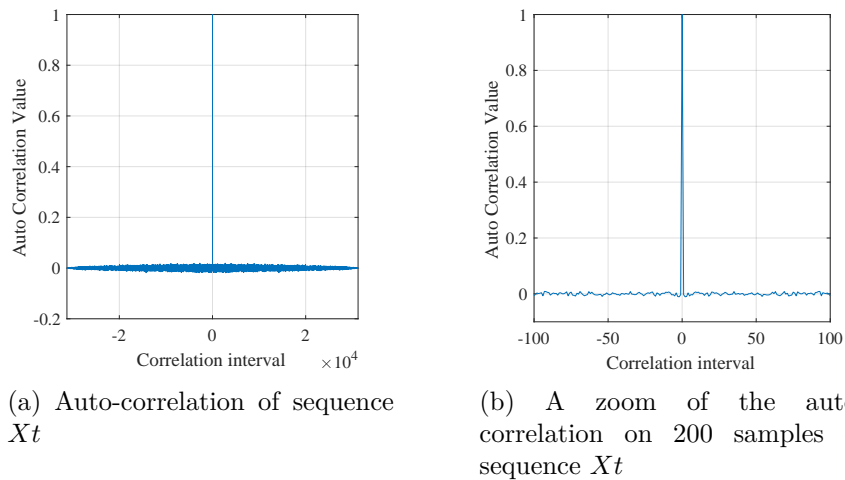 1
0.8
0.6
0.4
0.2
0
-0.2
Auto Correlation Value
-2
0
2
Correlation interval
×10⁴
(a) Auto-correlation of sequence
Xt
1
0.8
0.6
0.4
0.2
0
Auto Correlation Value
-100
-50
0
50
100
Correlation interval
(b) A zoom of the auto
correlation on 200 samples
sequence Xt